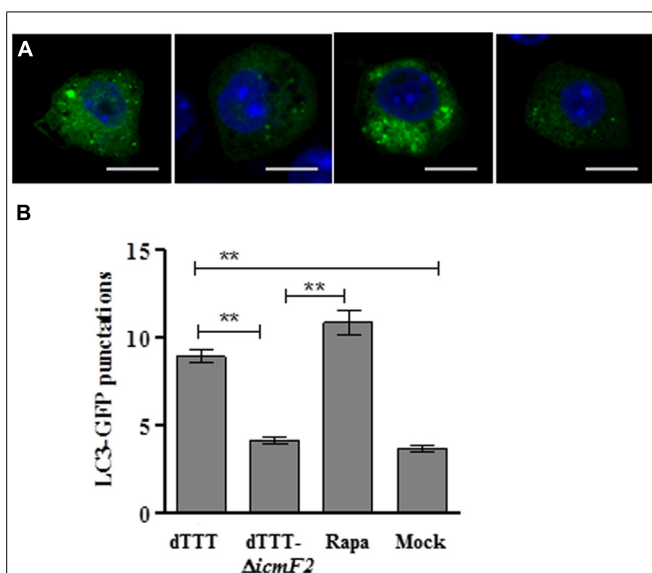 A
B
15
10
5
0
LC3-GFP punctations
**
**
**
dTTT
dTTT-
ΔicmF2
Rapa
Mock